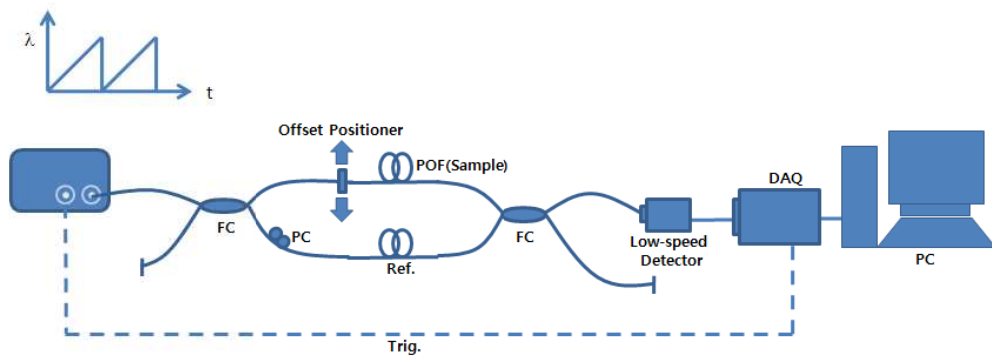 λ
t
Offset Positioner
POF(Sample)
DAQ
FC
PC
FC
Ref.
Low-speed
Detector
PC
Trig.